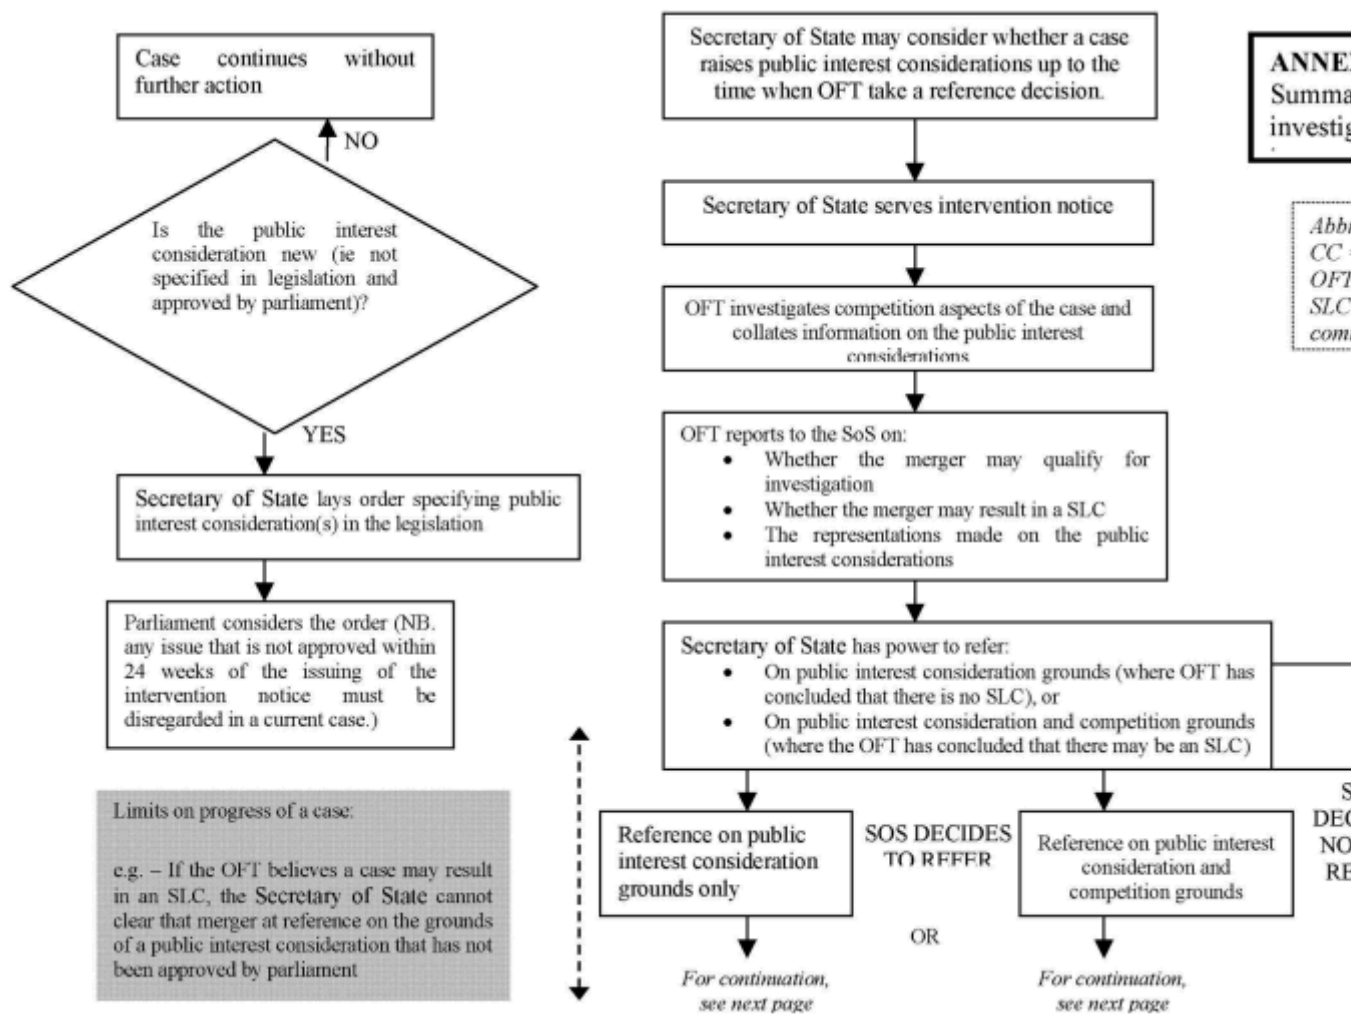 Case continues without
further action
NO
Is the public interest
consideration new (ie not
specified in legislation and
approved by parliament)?
YES
Secretary of State lays order specifying public
interest consideration(s) in the legislation
Parliament considers the order (NB.
any issue that is not approved within
24 weeks of the issuing of the
intervention notice must be
disregarded in a current case.)
Limits on progress of a case:
e.g. – If the OFT believes a case may result
in an SLC, the Secretary of State cannot
clear that merger at reference on the grounds
of a public interest consideration that has not
been approved by parliament
Secretary of State may consider whether a case
raises public interest considerations up to the
time when OFT take a reference decision.
Secretary of State serves intervention notice
OFT investigates competition aspects of the case and
collates information on the public interest
considerations
OFT reports to the SoS on:
• Whether the merger may qualify for
investigation
• Whether the merger may result in a SLC
• The representations made on the public
interest considerations
Secretary of State has power to refer:
• On public interest consideration grounds (where OFT has
concluded that there is no SLC), or
• On public interest consideration and competition grounds
(where the OFT has concluded that there may be an SLC)
Reference on public
interest consideration
grounds only
SOS DECIDES
TO REFER
OR
Reference on public interest
consideration and
competition grounds
For continuation,
see next page
For continuation,
see next page
ANNE
Summa
investig
Abb
CC
OFT
SLC
com
S
DEC
NO
RE